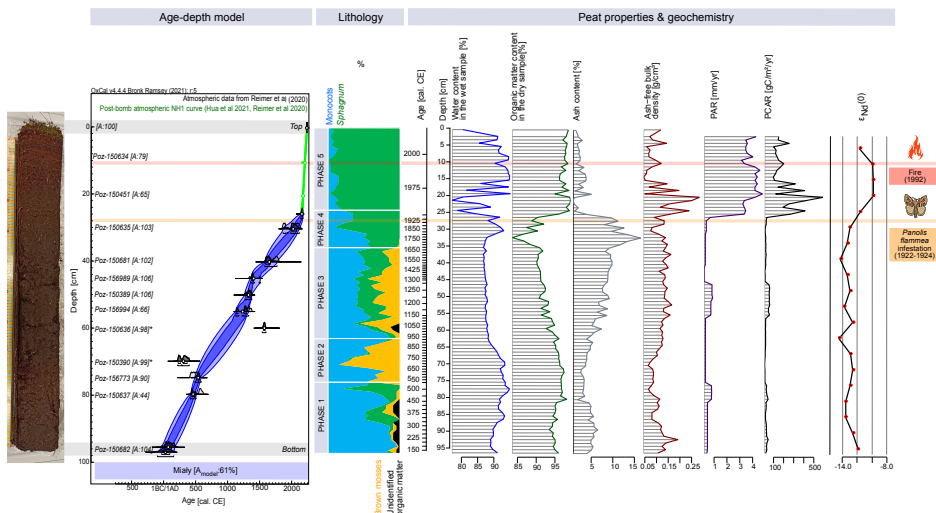 Age-depth model
Lithology
Peat properties & geochemistry
OxCal v4.4.4 Bronk Ramsey (2021); r:5
Atmospheric data from Reimer et al (2020)
Post-bomb atmospheric NH1 curve (Hua et al 2021, Reimer et al 2020)
[A:100]
Top
Poz-150634 [A:79]
Poz-150451 [A:65]
Poz-150635 [A:103]
Poz-150681 [A:102]
Poz-156989 [A:106]
Poz-150389 [A:106]
Poz-156994 [A:66]
Poz-150636 [A:98]*
Poz-150390 [A:99]*
Poz-156773 [A:90]
Poz-150637 [A:44]
Poz-150682 [A:104]
Bottom
Depth [cm]
0
20
40
60
80
100
Miały [Amodel:61%]
500
1BC/1AD
500
1000
1500
2000
Age [cal. CE]
%
Monocots
Sphagnum
PHASE 5
PHASE 4
PHASE 3
PHASE 2
PHASE 1
Brown mosses
Unidentified
organic matter
Age [cal. CE]
2000
1975
1925
1850
1750
1650
1550
1425
1250
1150
1050
950
850
750
650
550
500
450
375
300
225
150
Depth [cm]
0
5
10
15
20
25
30
35
40
45
50
55
60
65
70
75
80
85
90
95
Water content
in the wet sample [%]
80
85
90
Organic matter content
in the dry sample[%]
85
90
95
Ash content [%]
5
10
15
Ash-free bulk
density [g/cm³]
0.05
0.15
0.25
PAR [mm/yr]
1
2
3
4
PCAR [gC/m²/yr]
100
500
εNd (0)
-14.0
-8.0
Fire
(1992)
Panolis
flammea
infestation
(1922-1924)